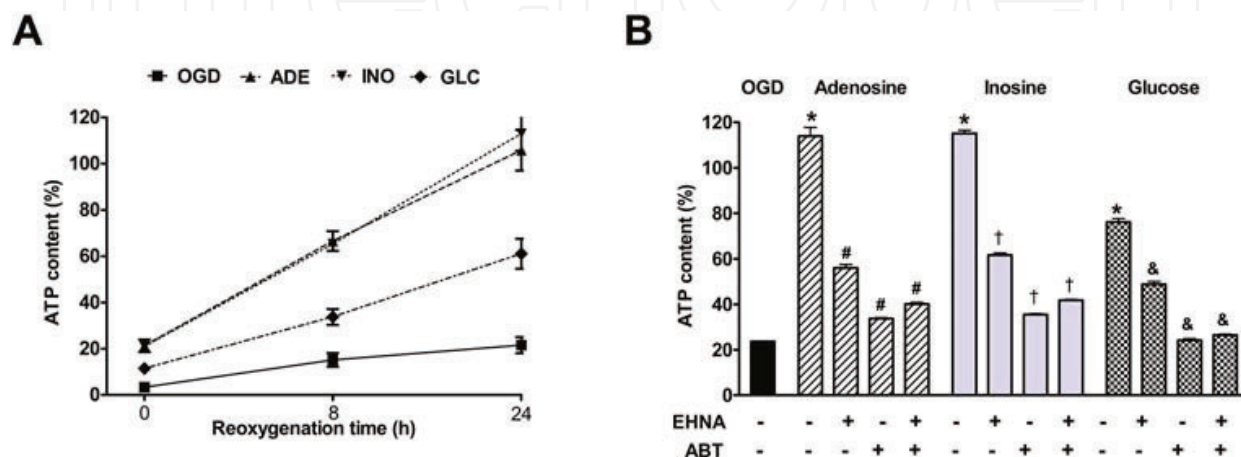 A
OGD ADE INO GLC
ATP content (%)
120
100
80
60
40
20
0
0 8 24
Reoxygenation time (h)
B
OGD Adenosine Inosine Glucose
ATP content (%)
120
100
80
60
40
20
0
* # # # * † † † * & & &
EHNA - - + - + - + - + - + - +
ABT - - - + + - - + + - - + +